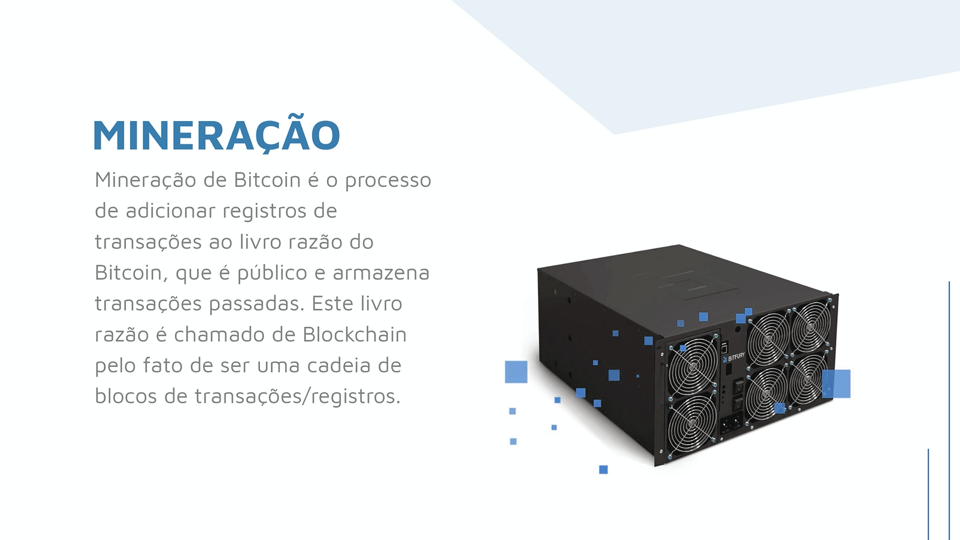 MINERAÇÃO
Mineração de Bitcoin é o processo
de adicionar registros de
transações ao livro razão do
Bitcoin, que é público e armazena
transações passadas. Este livro
razão é chamado de Blockchain
pelo fato de ser uma cadeia de
blocos de transações/registros.
BITFURY